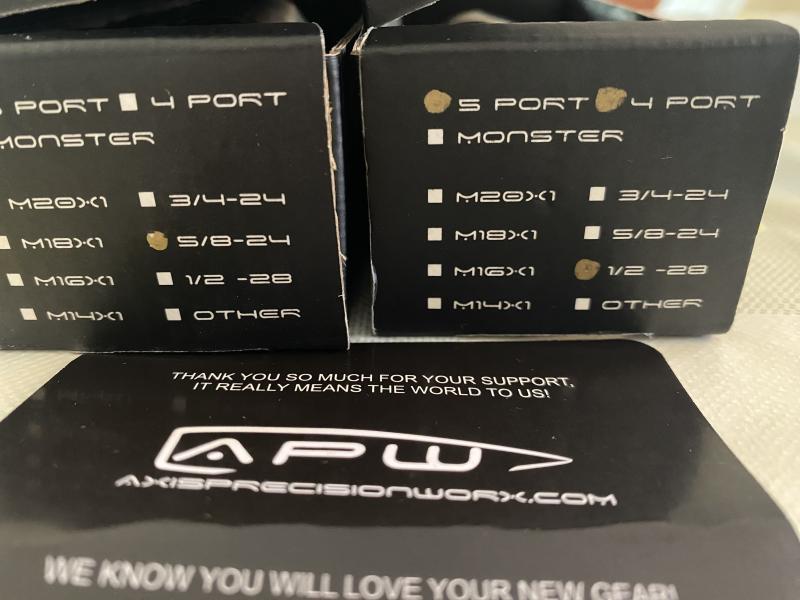 PORT 4 PORT
MONSTER
M20X1 3/4-24
M18X1 5/8-24
M16X1 1/2 -28
M14X1 OTHER
5 PORT 4 PORT
MONSTER
M20X1 3/4-24
M18X1 5/8-24
M16X1 1/2 -28
M14X1 OTHER
THANK YOU SO MUCH FOR YOUR SUPPORT,
IT REALLY MEANS THE WORLD TO US!
APW
AXISPRECISIONWORX.COM
WE KNOW YOU WILL LOVE YOUR NEW GEAR!